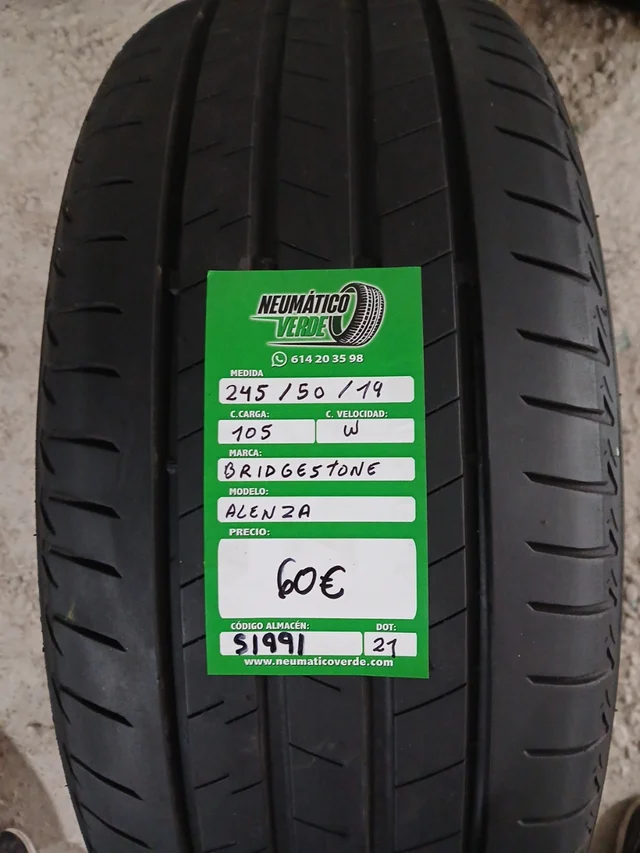 NEUMÁTICO
VERDE
614 20 35 98
MEDIDA
245/50/19
C.CARGA: C. VELOCIDAD:
105 W
MARCA:
BRIDGESTONE
MODELO:
ALENZA
PRECIO:
60€
CÓDIGO ALMACÉN: DOT:
S1991 21
www.neumaticoverde.com